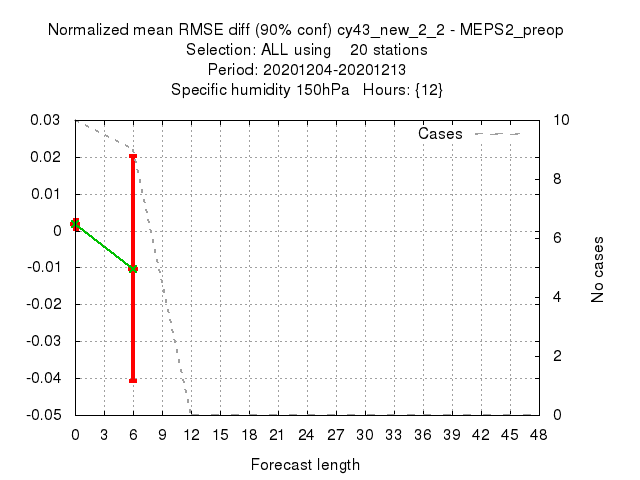 Normalized mean RMSE diff (90% conf) cy43_new_2_2 - MEPS2_preop
Selection: ALL using    20 stations
Period: 20201204-20201213
Specific humidity 150hPa   Hours: {12}
0.03
0.02
0.01
0
-0.01
-0.02
-0.03
-0.04
-0.05
Cases
10
8
6
4
2
0
No cases
0 3 6 9 12 15 18 21 24 27 30 33 36 39 42 45 48
Forecast length